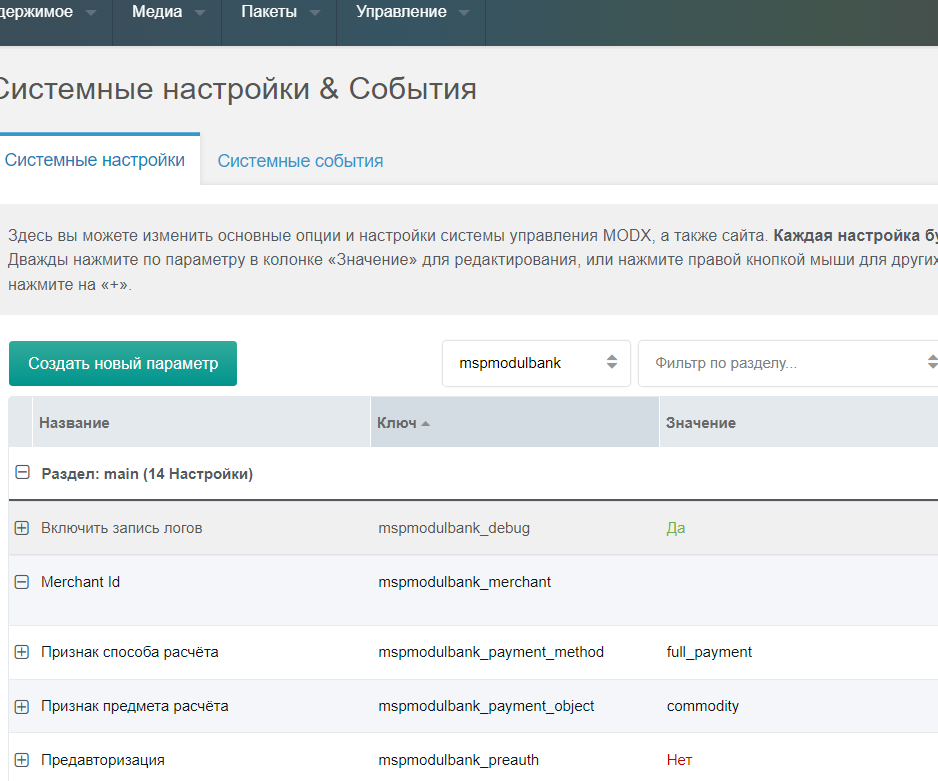 Медиа Пакеты Управление
Системные настройки & События
Системные настройки Системные события
Здесь вы можете изменить основные опции и настройки системы управления MODX, а также сайта. Каждая настройка
Дважды нажмите по параметру в колонке «Значение» для редактирования, или нажмите правой кнопкой мыши для других
нажмите на «+».
Создать новый параметр mspmodulbank Фильтр по разделу...
Название Ключ Значение
Раздел: main (14 Настройки)
Включить запись логов mspmodulbank_debug Да
Merchant Id mspmodulbank_merchant
Признак способа расчёта mspmodulbank_payment_method full_payment
Признак предмета расчёта mspmodulbank_payment_object commodity
Предавторизация mspmodulbank_preauth Нет